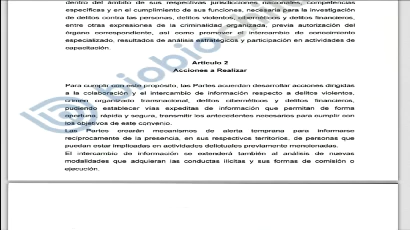 dentro del ámbito de sus respectivas jurisdicciones nacionales, competencias
específicas y en el cumplimiento de sus funciones, necesaria para la investigación
de delitos contra las personas, delitos violentos, cibernéticos y delitos financieros,
entre otras expresiones de la criminalidad organizada, previa autorización del
órgano correspondiente, así como promover el intercambio de conocimiento
especializado, resultados de análisis estratégicos y participación en actividades de
capacitación.
Artículo 2
Acciones a Realizar
Para cumplir con este propósito, las Partes acuerdan desarrollar acciones dirigidas
a la colaboración y el intercambio de información respecto a delitos violentos,
crimen organizado transnacional, delitos cibernéticos y delitos financieros,
pudiendo establecer vías expeditas de información que permitan de forma
oportuna, rápida y segura, transmitir los antecedentes necesarios para cumplir con
los objetivos de este convenio.
Las Partes crearán mecanismos de alerta temprana para informarse
recíprocamente de la presencia, en sus respectivos territorios, de personas que
puedan estar implicadas en actividades delictuales previamente mencionadas.
El intercambio de información se extenderá también al análisis de nuevas
modalidades que adquieran las conductas ilícitas y sus formas de comisión o
ejecución.
biobio